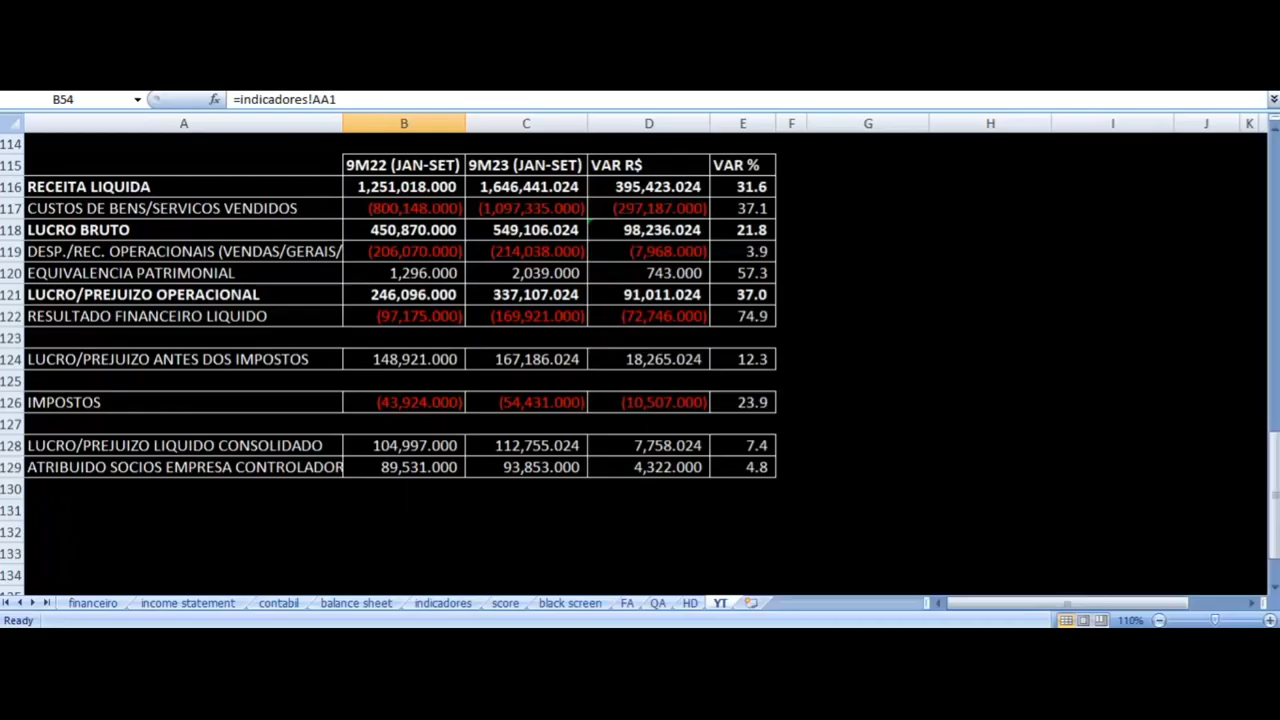 B54 fx =indicadores!AA1
A B C D E F G H I J K
114
115 9M22 (JAN-SET) 9M23 (JAN-SET) VAR R$ VAR %
116 RECEITA LIQUIDA 1,251,018.000 1,646,441.024 395,423.024 31.6
117 CUSTOS DE BENS/SERVICOS VENDIDOS (800,148.000) (1,097,335.000) (297,187.000) 37.1
118 LUCRO BRUTO 450,870.000 549,106.024 98,236.024 21.8
119 DESP./REC. OPERACIONAIS (VENDAS/GERAIS/ (206,070.000) (214,038.000) (7,968.000) 3.9
120 EQUIVALENCIA PATRIMONIAL 1,296.000 2,039.000 743.000 57.3
121 LUCRO/PREJUIZO OPERACIONAL 246,096.000 337,107.024 91,011.024 37.0
122 RESULTADO FINANCEIRO LIQUIDO (97,175.000) (169,921.000) (72,746.000) 74.9
123
124 LUCRO/PREJUIZO ANTES DOS IMPOSTOS 148,921.000 167,186.024 18,265.024 12.3
125
126 IMPOSTOS (43,924.000) (54,431.000) (10,507.000) 23.9
127
128 LUCRO/PREJUIZO LIQUIDO CONSOLIDADO 104,997.000 112,755.024 7,758.024 7.4
129 ATRIBUIDO SOCIOS EMPRESA CONTROLADOR 89,531.000 93,853.000 4,322.000 4.8
130
131
132
133
134
financeiro income statement contabil balance sheet indicadores score black screen FA QA HD YT
Ready 110%